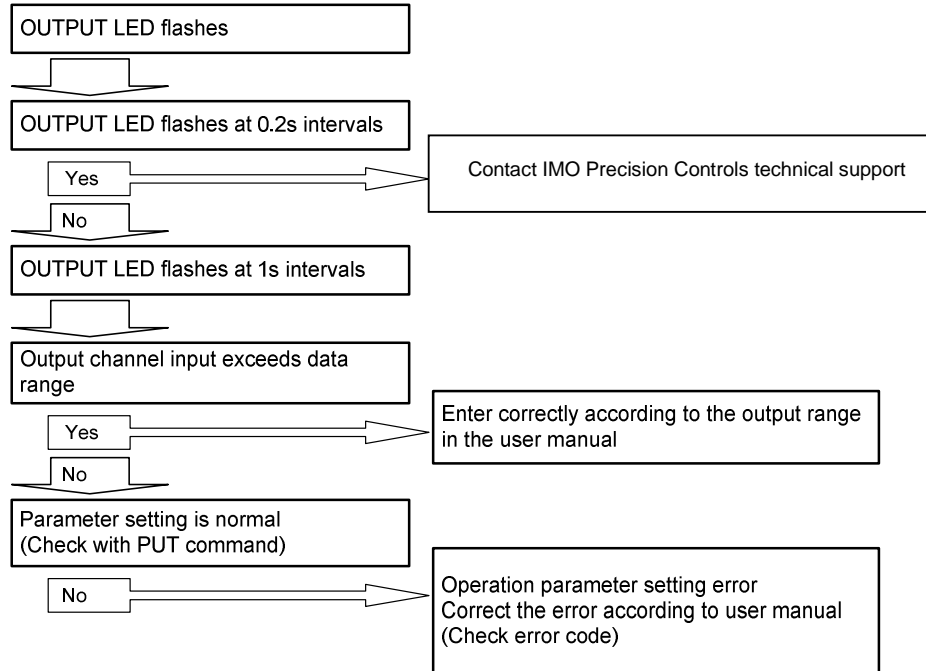 OUTPUT LED flashes
OUTPUT LED flashes at 0.2s intervals
Yes
Contact IMO Precision Controls technical support
No
OUTPUT LED flashes at 1s intervals
Output channel input exceeds data
range
Yes
Enter correctly according to the output range
in the user manual
No
Parameter setting is normal
(Check with PUT command)
No
Operation parameter setting error
Correct the error according to user manual
(Check error code)